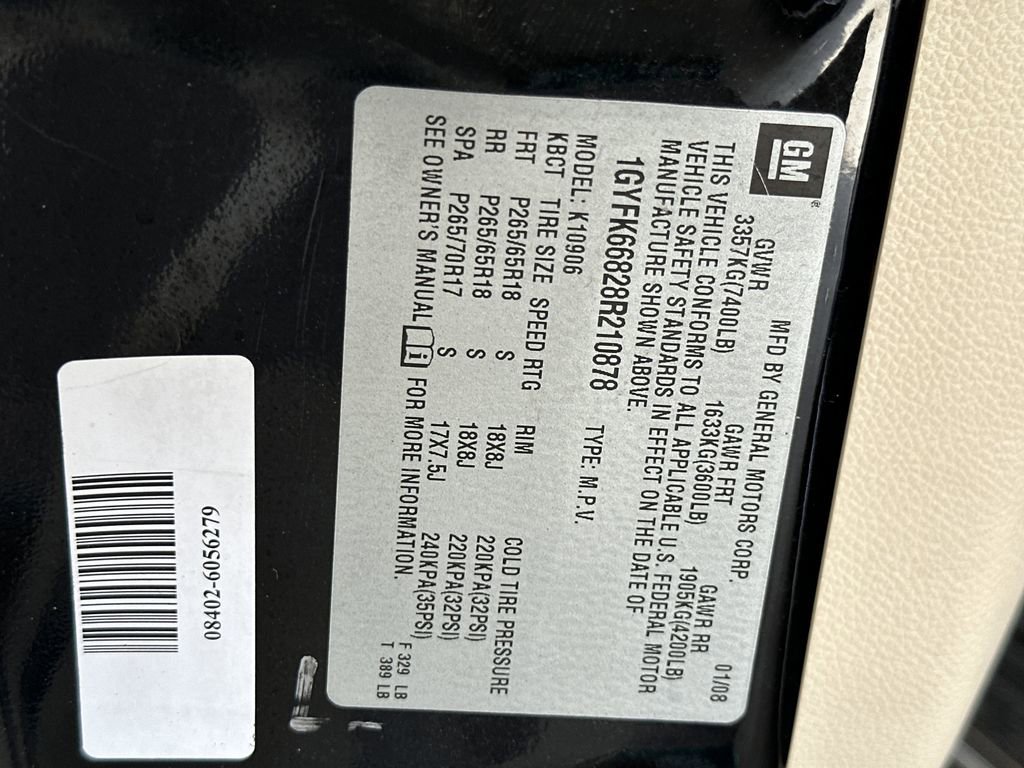 GM ®
MFD BY GENERAL MOTORS CORP. 01/08
GVWR GAWR FRT GAWR RR
3357KG(7400LB) 1633KG(3600LB) 1905KG(4200LB)
THIS VEHICLE CONFORMS TO ALL APPLICABLE U.S. FEDERAL MOTOR
VEHICLE SAFETY STANDARDS IN EFFECT ON THE DATE OF
MANUFACTURE SHOWN ABOVE.
1GYFK66828R210878 TYPE: M.P.V.
MODEL: K10906
KBCT TIRE SIZE SPEED RTG RIM COLD TIRE PRESSURE
FRT P265/65R18 S 18X8J 220KPA(32PSI)
RR P265/65R18 S 18X8J 220KPA(32PSI)
SPA P265/70R17 S 17X7.5J 240KPA(35PSI)
SEE OWNER'S MANUAL i FOR MORE INFORMATION.
F 329 LB
T 389 LB
08402-6056279